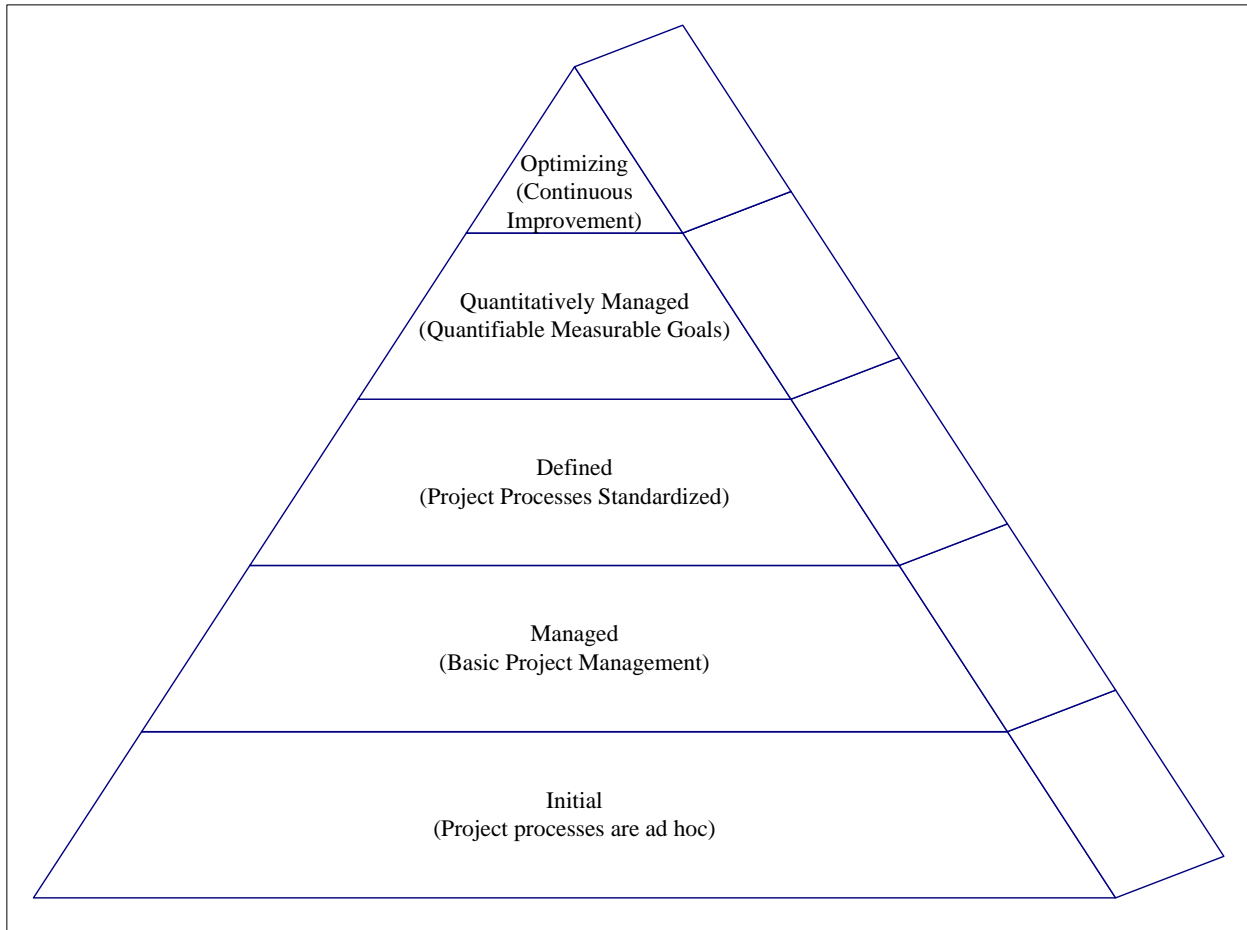 Optimizing
(Continuous
Improvement)
Quantitatively Managed
(Quantifiable Measurable Goals)
Defined
(Project Processes Standardized)
Managed
(Basic Project Management)
Initial
(Project processes are ad hoc)